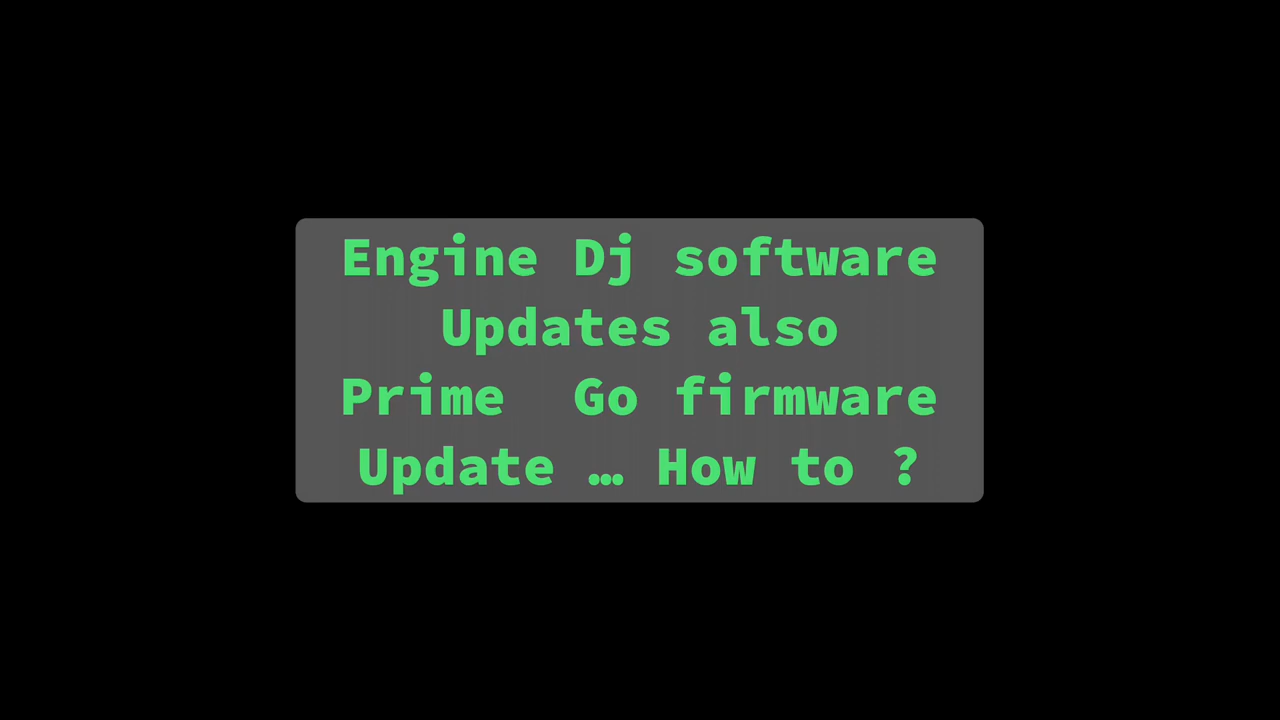 Engine Dj software
Updates also
Prime  Go firmware
Update … How to ?